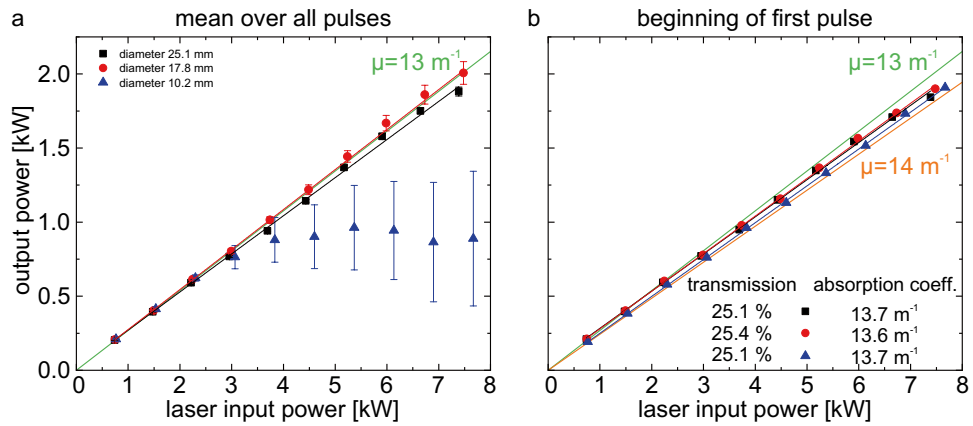 a mean over all pulses
output power [kW]
2.0
1.5
1.0
0.5
0.0
diameter 25.1 mm
diameter 17.8 mm
diameter 10.2 mm
μ=13 m⁻¹
0 1 2 3 4 5 6 7 8
laser input power [kW]
b beginning of first pulse
μ=13 m⁻¹
μ=14 m⁻¹
transmission absorption coeff.
25.1 % 13.7 m⁻¹
25.4 % 13.6 m⁻¹
25.1 % 13.7 m⁻¹
0 1 2 3 4 5 6 7 8
laser input power [kW]